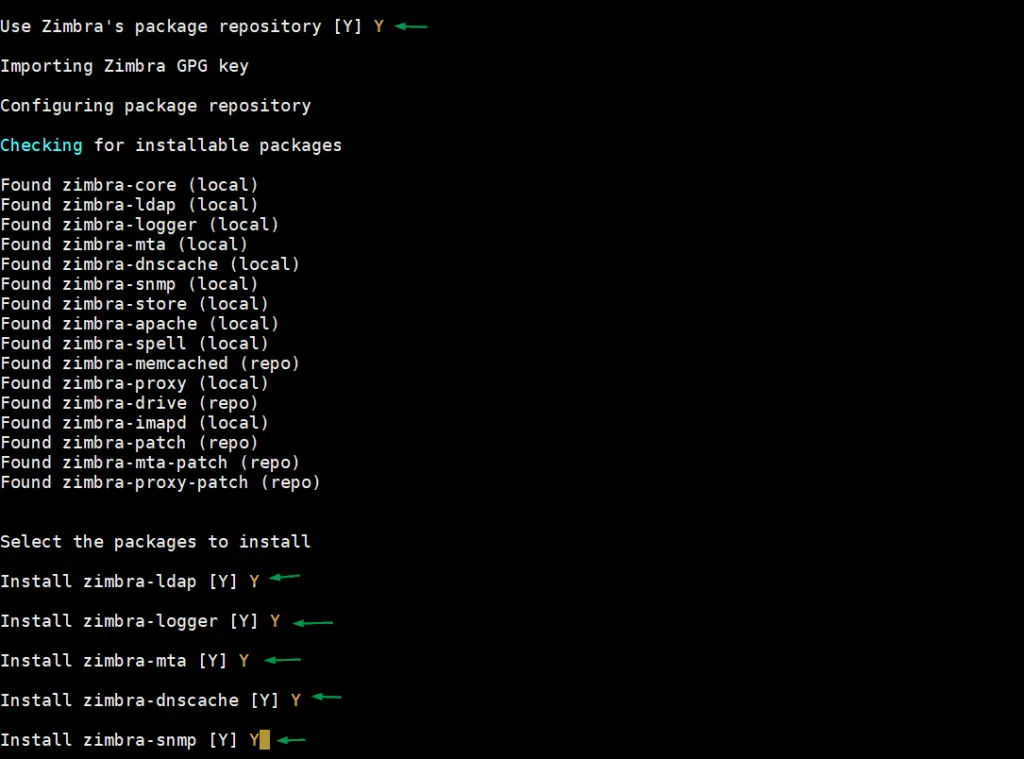 Use Zimbra's package repository [Y] Y
Importing Zimbra GPG key
Configuring package repository
Checking for installable packages
Found zimbra-core (local)
Found zimbra-ldap (local)
Found zimbra-logger (local)
Found zimbra-mta (local)
Found zimbra-dnscache (local)
Found zimbra-snmp (local)
Found zimbra-store (local)
Found zimbra-apache (local)
Found zimbra-spell (local)
Found zimbra-memcached (repo)
Found zimbra-proxy (local)
Found zimbra-drive (repo)
Found zimbra-imapd (local)
Found zimbra-patch (repo)
Found zimbra-mta-patch (repo)
Found zimbra-proxy-patch (repo)
Select the packages to install
Install zimbra-ldap [Y] Y
Install zimbra-logger [Y] Y
Install zimbra-mta [Y] Y
Install zimbra-dnscache [Y] Y
Install zimbra-snmp [Y] Y